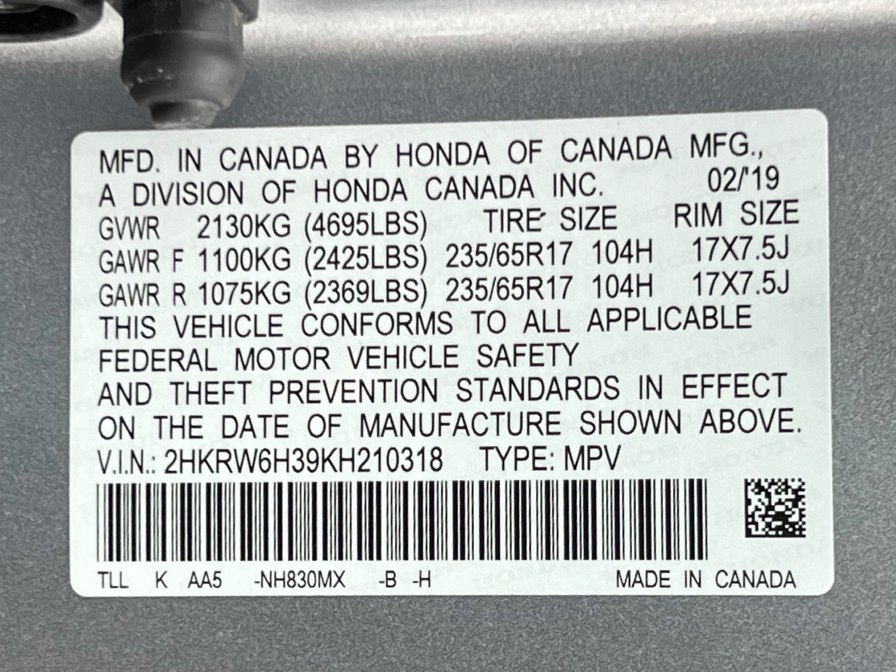 MFD. IN CANADA BY HONDA OF CANADA MFG.,
A DIVISION OF HONDA CANADA INC. 02/'19
GVWR 2130KG (4695LBS) TIRE SIZE RIM SIZE
GAWR F 1100KG (2425LBS) 235/65R17 104H 17X7.5J
GAWR R 1075KG (2369LBS) 235/65R17 104H 17X7.5J
THIS VEHICLE CONFORMS TO ALL APPLICABLE
FEDERAL MOTOR VEHICLE SAFETY
AND THEFT PREVENTION STANDARDS IN EFFECT
ON THE DATE OF MANUFACTURE SHOWN ABOVE.
V.I.N.: 2HKRW6H39KH210318 TYPE: MPV
TLL K AA5 -NH830MX -B -H MADE IN CANADA